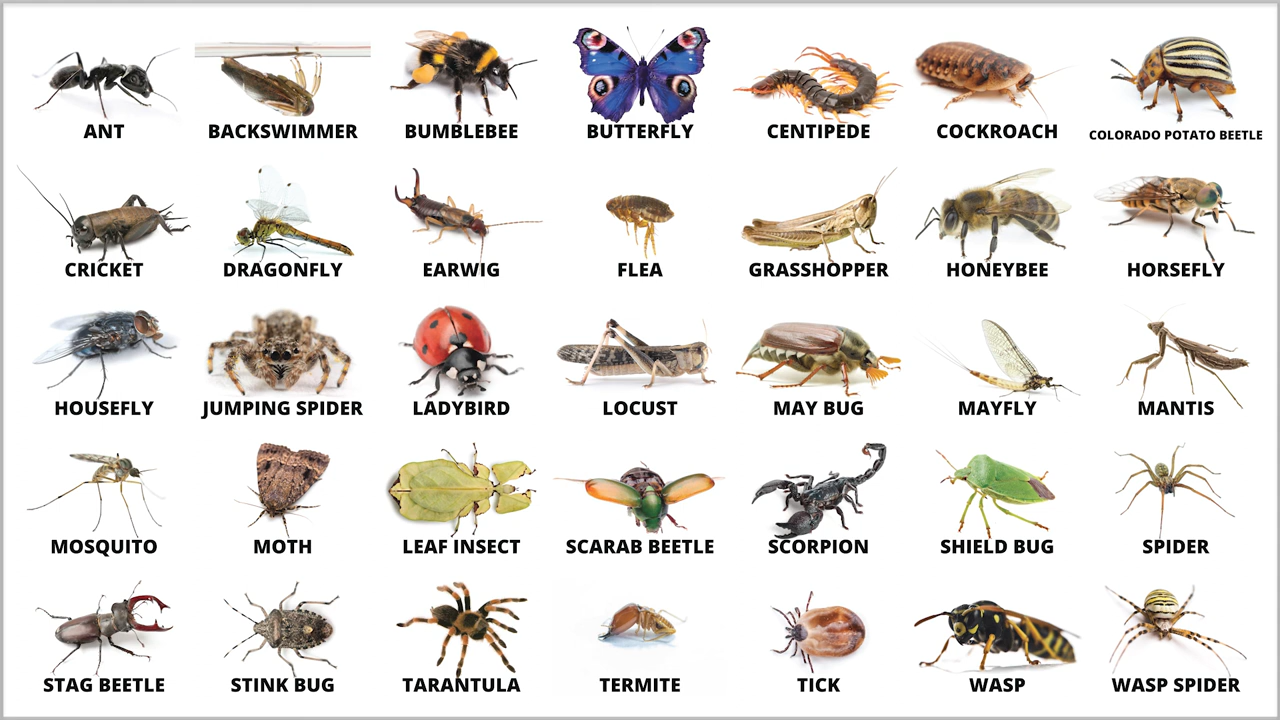 ANT
BACKSWIMMER
BUMBLEBEE
BUTTERFLY
CENTIPEDE
COCKROACH
COLORADO POTATO BEETLE
CRICKET
DRAGONFLY
EARWIG
FLEA
GRASSHOPPER
HONEYBEE
HORSEFLY
HOUSEFLY
JUMPING SPIDER
LADYBIRD
LOCUST
MAY BUG
MAYFLY
MANTIS
MOSQUITO
MOTH
LEAF INSECT
SCARAB BEETLE
SCORPION
SHIELD BUG
SPIDER
STAG BEETLE
STINK BUG
TARANTULA
TERMITE
TICK
WASP
WASP SPIDER